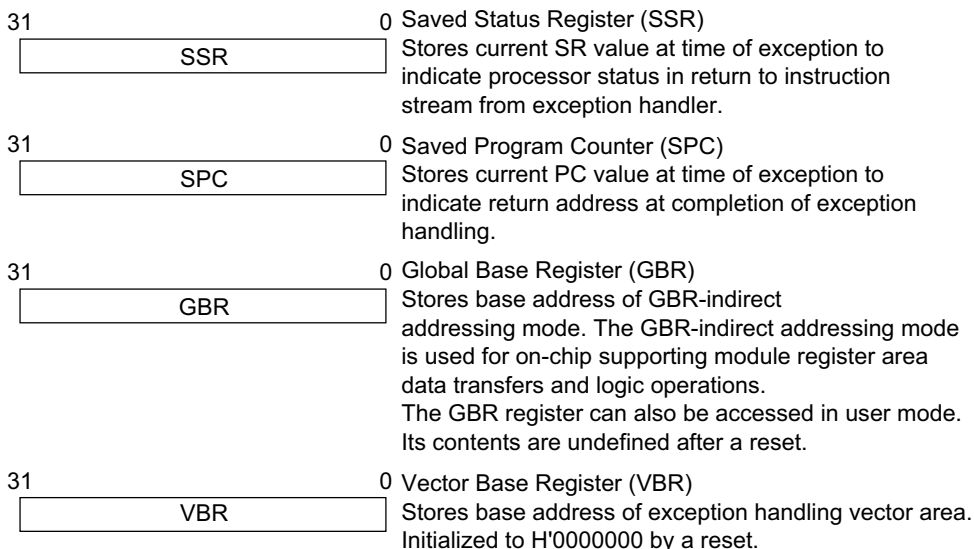 31 0 Saved Status Register (SSR)
SSR Stores current SR value at time of exception to
indicate processor status in return to instruction
stream from exception handler.
31 0 Saved Program Counter (SPC)
SPC Stores current PC value at time of exception to
indicate return address at completion of exception
handling.
31 0 Global Base Register (GBR)
GBR Stores base address of GBR-indirect
addressing mode. The GBR-indirect addressing mode
is used for on-chip supporting module register area
data transfers and logic operations.
The GBR register can also be accessed in user mode.
Its contents are undefined after a reset.
31 0 Vector Base Register (VBR)
VBR Stores base address of exception handling vector area.
Initialized to H'0000000 by a reset.